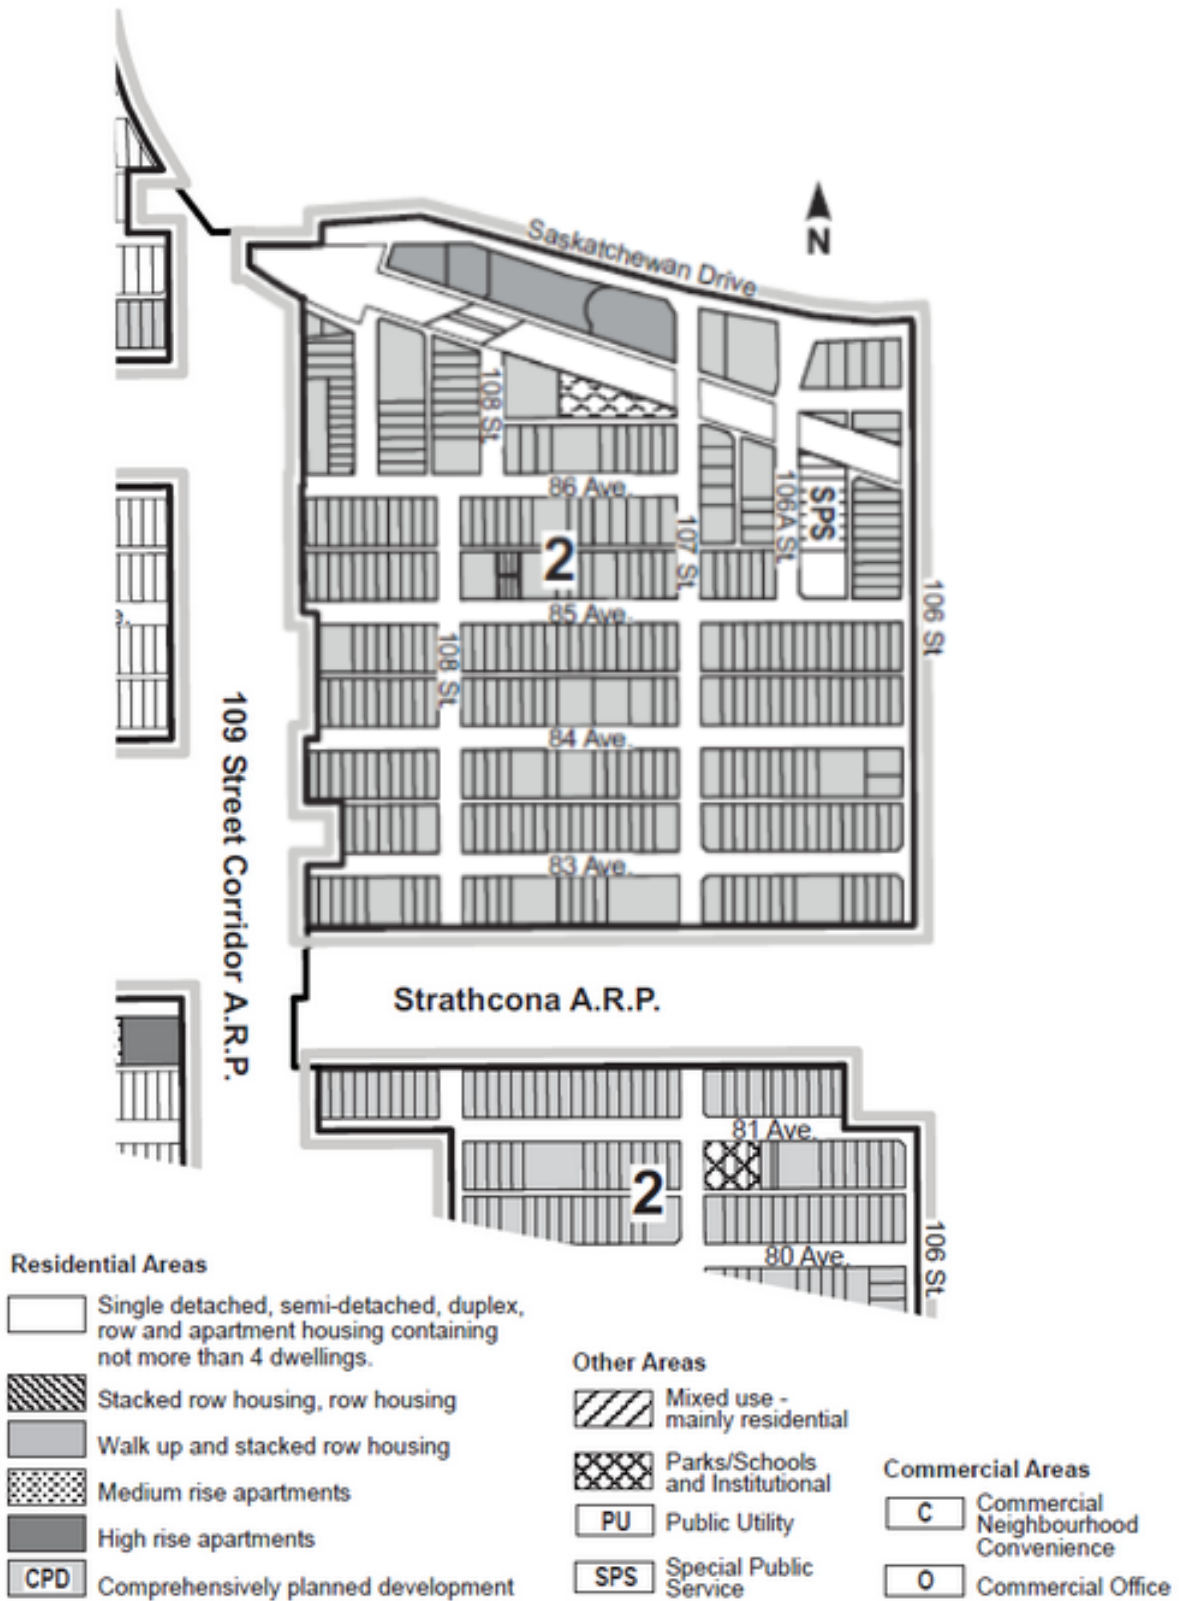 Saskatchewan Drive
N
108 St.
86 Ave.
107 St.
106A St.
SPS
2
85 Ave.
106 St
e.
108 St.
84 Ave.
109 Street Corridor A.R.P.
83 Ave.
Strathcona A.R.P.
81 Ave.
2
80 Ave.
106 St.
Residential Areas
Single detached, semi-detached, duplex,
row and apartment housing containing
not more than 4 dwellings.
Stacked row housing, row housing
Walk up and stacked row housing
Medium rise apartments
High rise apartments
CPD Comprehensively planned development
Other Areas
Mixed use -
mainly residential
Parks/Schools
and Institutional
PU Public Utility
SPS Special Public
Service
Commercial Areas
C Commercial
Neighbourhood
Convenience
O Commercial Office